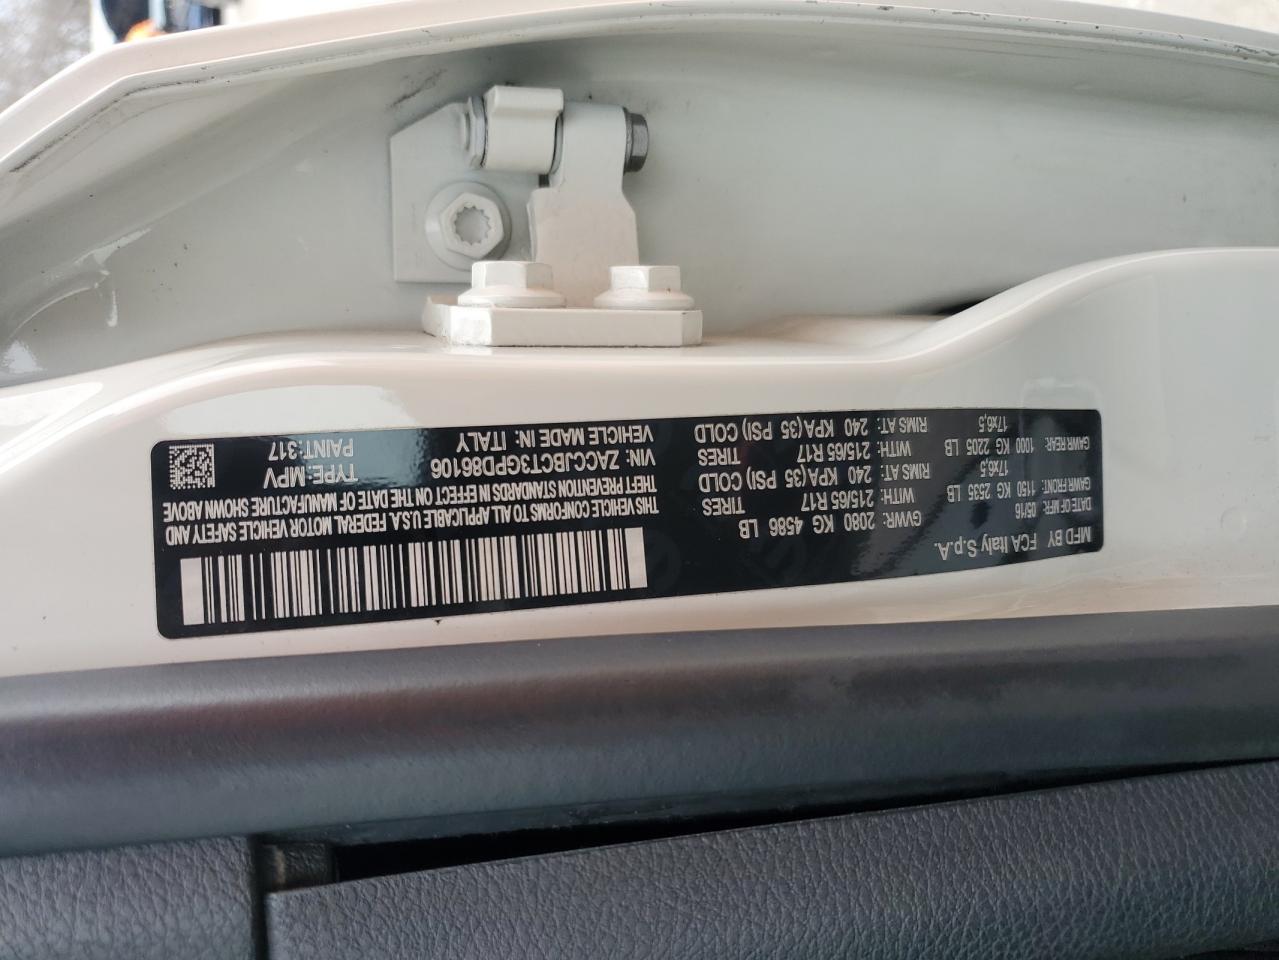 MFD BY FCA Italy S.p.A.
DATE OF MFR: 05/16 GVWR: 2080 KG 4586 LB
GAWR FRONT: 1150 KG 2535 LB WITH: 215/65 R17 TIRES
17x6,5 RIMS AT: 240 KPA(35 PSI) COLD
GAWR REAR: 1000 KG 2205 LB WITH: 215/65 R17 TIRES
17x6,5 RIMS AT: 240 KPA(35 PSI) COLD
THIS VEHICLE CONFORMS TO ALL APPLICABLE U.S.A. FEDERAL MOTOR VEHICLE SAFETY AND
THEFT PREVENTION STANDARDS IN EFFECT ON THE DATE OF MANUFACTURE SHOWN ABOVE
VIN: ZACCJBCT3GPD86106 TYPE: MPV
VEHICLE MADE IN: ITALY PAINT: 317